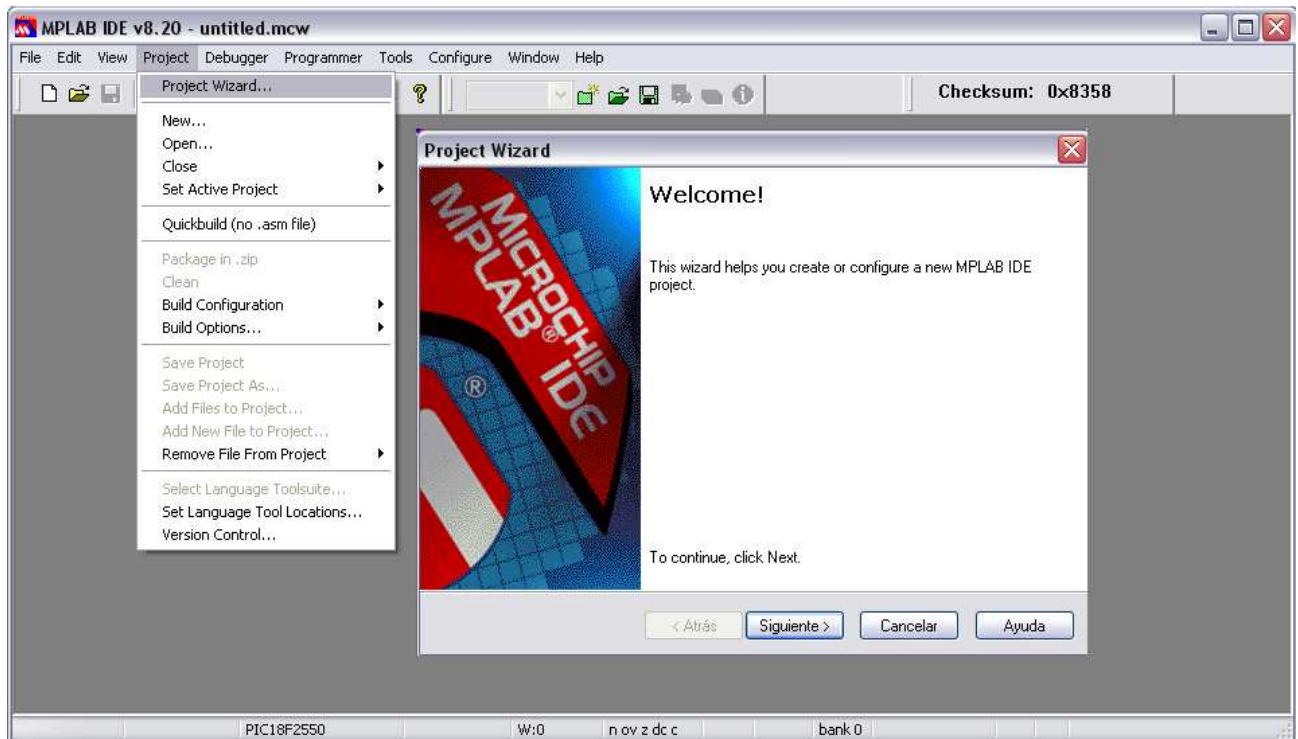 MPLAB IDE v8.20 - untitled.mcw
File Edit View Project Debugger Programmer Tools Configure Window Help
Checksum: 0x8358
Project Wizard...
New...
Open...
Close
Set Active Project
Quickbuild (no .asm file)
Package in .zip
Clean
Build Configuration
Build Options...
Save Project
Save Project As...
Add Files to Project...
Add New File to Project...
Remove File From Project
Select Language Toolsuite...
Set Language Tool Locations...
Version Control...
Project Wizard
MICROCHIP
MPLAB® IDE
®
Welcome!
This wizard helps you create or configure a new MPLAB IDE
project.
To continue, click Next.
< Atrás Siguiente > Cancelar Ayuda
PIC18F2550 W:0 n ov z dc c bank 0